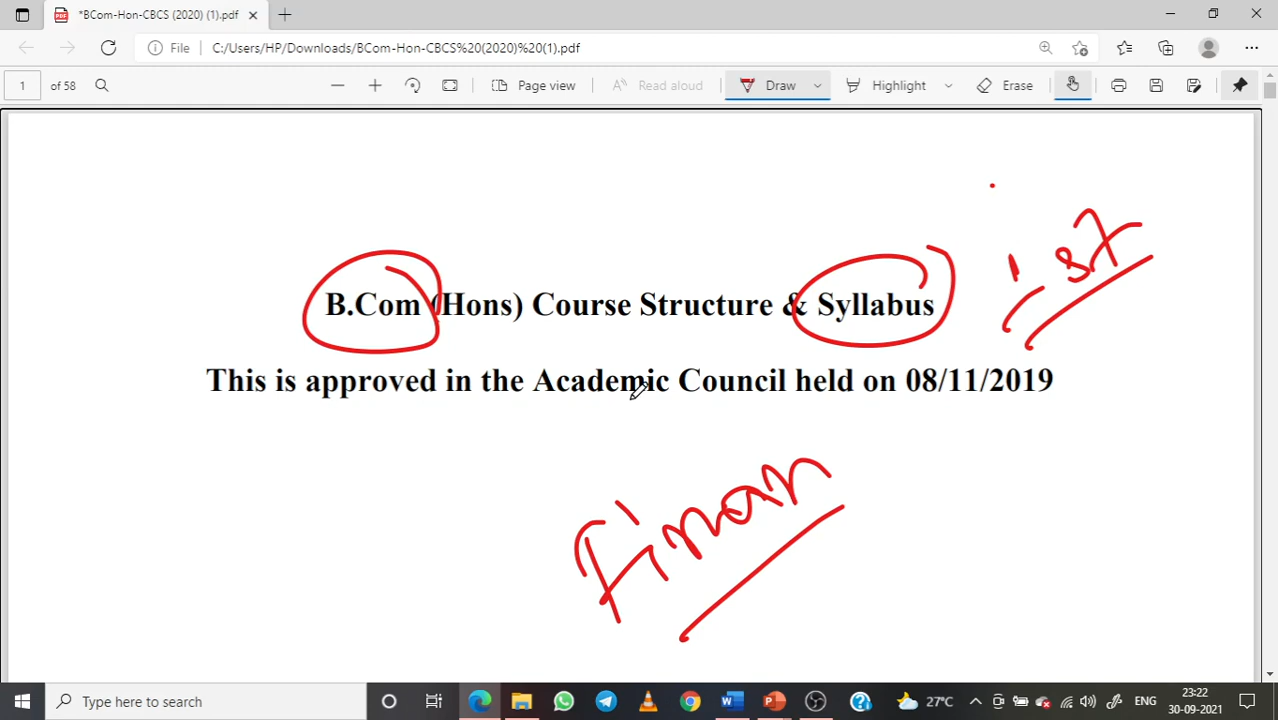 *BCom-Hon-CBCS (2020) (1).pdf
File C:/Users/HP/Downloads/BCom-Hon-CBCS%20(2020)%20(1).pdf
1 of 58 Page view Read aloud Draw Highlight Erase
1st
B.Com (Hons) Course Structure & Syllabus
This is approved in the Academic Council held on 08/11/2019
Finan
Type here to search 27°C ENG 23:22
30-09-2021